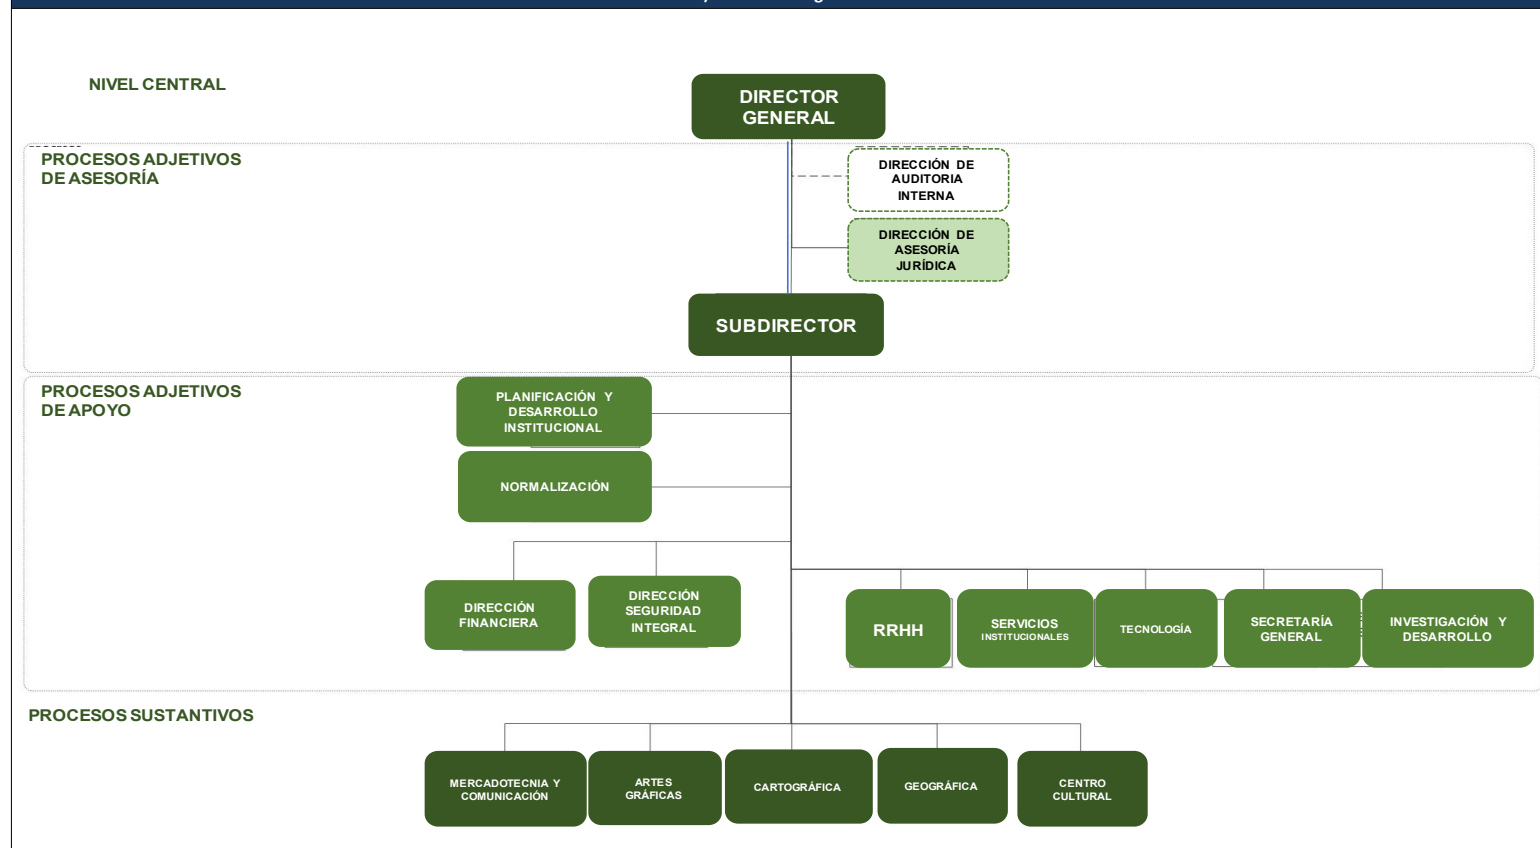 NIVEL CENTRAL
DIRECTOR
GENERAL
PROCESOS ADJETIVOS
DE ASESORÍA
DIRECCIÓN DE
AUDITORIA
INTERNA
DIRECCIÓN DE
ASESORÍA
JURÍDICA
SUBDIRECTOR
PROCESOS ADJETIVOS
DE APOYO
PLANIFICACIÓN Y
DESARROLLO
INSTITUCIONAL
NORMALIZACIÓN
DIRECCIÓN
FINANCIERA
DIRECCIÓN
SEGURIDAD
INTEGRAL
RRHH
SERVICIOS
INSTITUCIONALES
TECNOLOGÍA
SECRETARÍA
GENERAL
INVESTIGACIÓN Y
DESARROLLO
PROCESOS SUSTANTIVOS
MERCADOTECNIA Y
COMUNICACIÓN
ARTES
GRÁFICAS
CARTOGRÁFICA
GEOGRÁFICA
CENTRO
CULTURAL